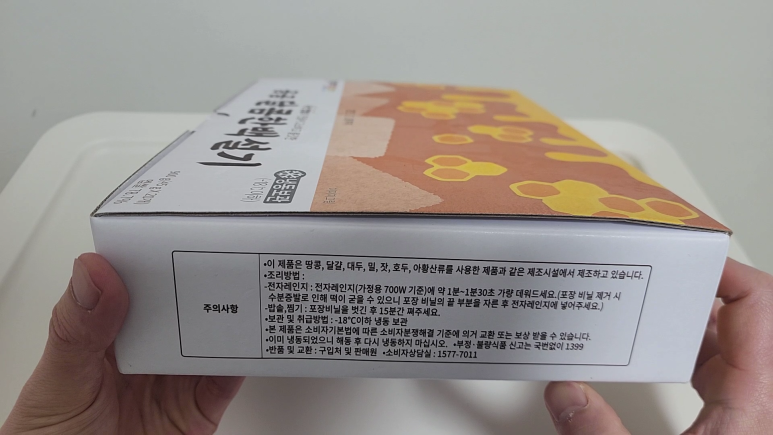 백설기
냉동보관
주의사항
•이 제품은 땅콩, 달걀, 대두, 밀, 잣, 호두, 아황산류를 사용한 제품과 같은 제조시설에서 제조하고 있습니다.
•조리방법 :
-전자레인지 : 전자레인지(가정용 700W 기준)에 약 1분~1분30초 가량 데워드세요.(포장 비닐 제거 시
수분증발로 인해 떡이 굳을 수 있으니 포장 비닐의 끝 부분을 자른 후 전자레인지에 넣어주세요.)
-밥솥,찜기 : 포장비닐을 벗긴 후 15분간 쪄주세요.
•보관 및 취급방법 : -18℃이하 냉동 보관
•본 제품은 소비자기본법에 따른 소비자분쟁해결 기준에 의거 교환 또는 보상 받을 수 있습니다.
•이미 냉동되었으니 해동 후 다시 냉동하지 마십시오. •부정·불량식품 신고는 국번없이 1399
•반품 및 교환 : 구입처 및 판매원 •소비자상담실 : 1577-7011